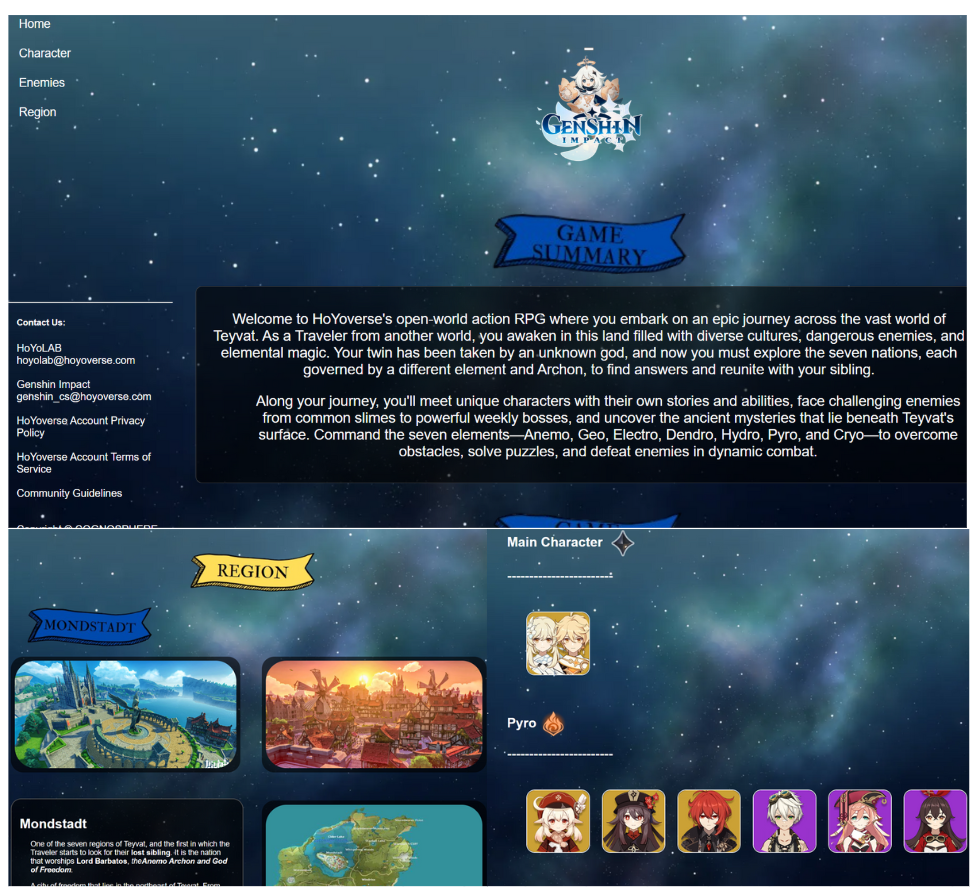 Home
Character
Enemies
Region
GENSHIN
IMPACT
GAME
SUMMARY
Contact Us:
HoYoLAB
hoyolab@hoyoverse.com
Genshin Impact
genshin_cs@hoyoverse.com
HoYoverse Account Privacy
Policy
HoYoverse Account Terms of
Service
Community Guidelines
Copyright © COGNOSPHERE
Welcome to HoYoverse's open-world action RPG where you embark on an epic journey across the vast world of
Teyvat. As a Traveler from another world, you awaken in this land filled with diverse cultures, dangerous enemies, and
elemental magic. Your twin has been taken by an unknown god, and now you must explore the seven nations, each
governed by a different element and Archon, to find answers and reunite with your sibling.
Along your journey, you'll meet unique characters with their own stories and abilities, face challenging enemies
from common slimes to powerful weekly bosses, and uncover the ancient mysteries that lie beneath Teyvat's
surface. Command the seven elements—Anemo, Geo, Electro, Dendro, Hydro, Pyro, and Cryo—to overcome
obstacles, solve puzzles, and defeat enemies in dynamic combat.
GAME
REGION
MONDSTADT
Mondstadt
One of the seven regions of Teyvat, and the first in which the
Traveler starts to look for their lost sibling. It is the nation
that worships Lord Barbatos, theAnemo Archon and God
of Freedom.
A city of freedom that lies in the northeast of Teyvat. From
Main Character
------------------------
Pyro
------------------------